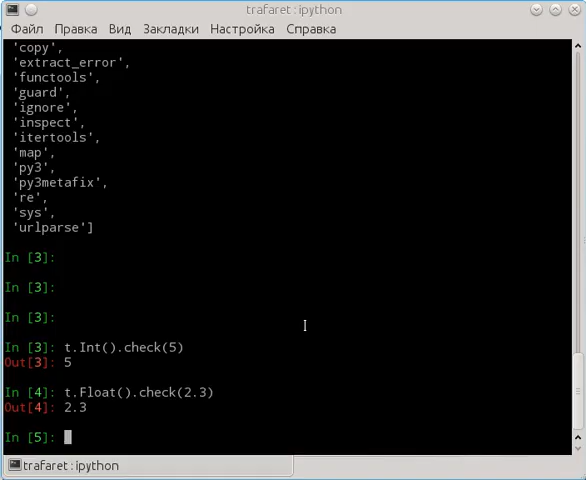 trafaret : ipython
Файл Правка Вид Закладки Настройка Справка
'copy',
'extract_error',
'functools',
'guard',
'ignore',
'inspect',
'itertools',
'map',
'py3',
'py3metafix',
're',
'sys',
'urlparse']
In [3]:
In [3]:
In [3]:
In [3]: t.Int().check(5)
Out[3]: 5
In [4]: t.Float().check(2.3)
Out[4]: 2.3
In [5]:
trafaret : ipython